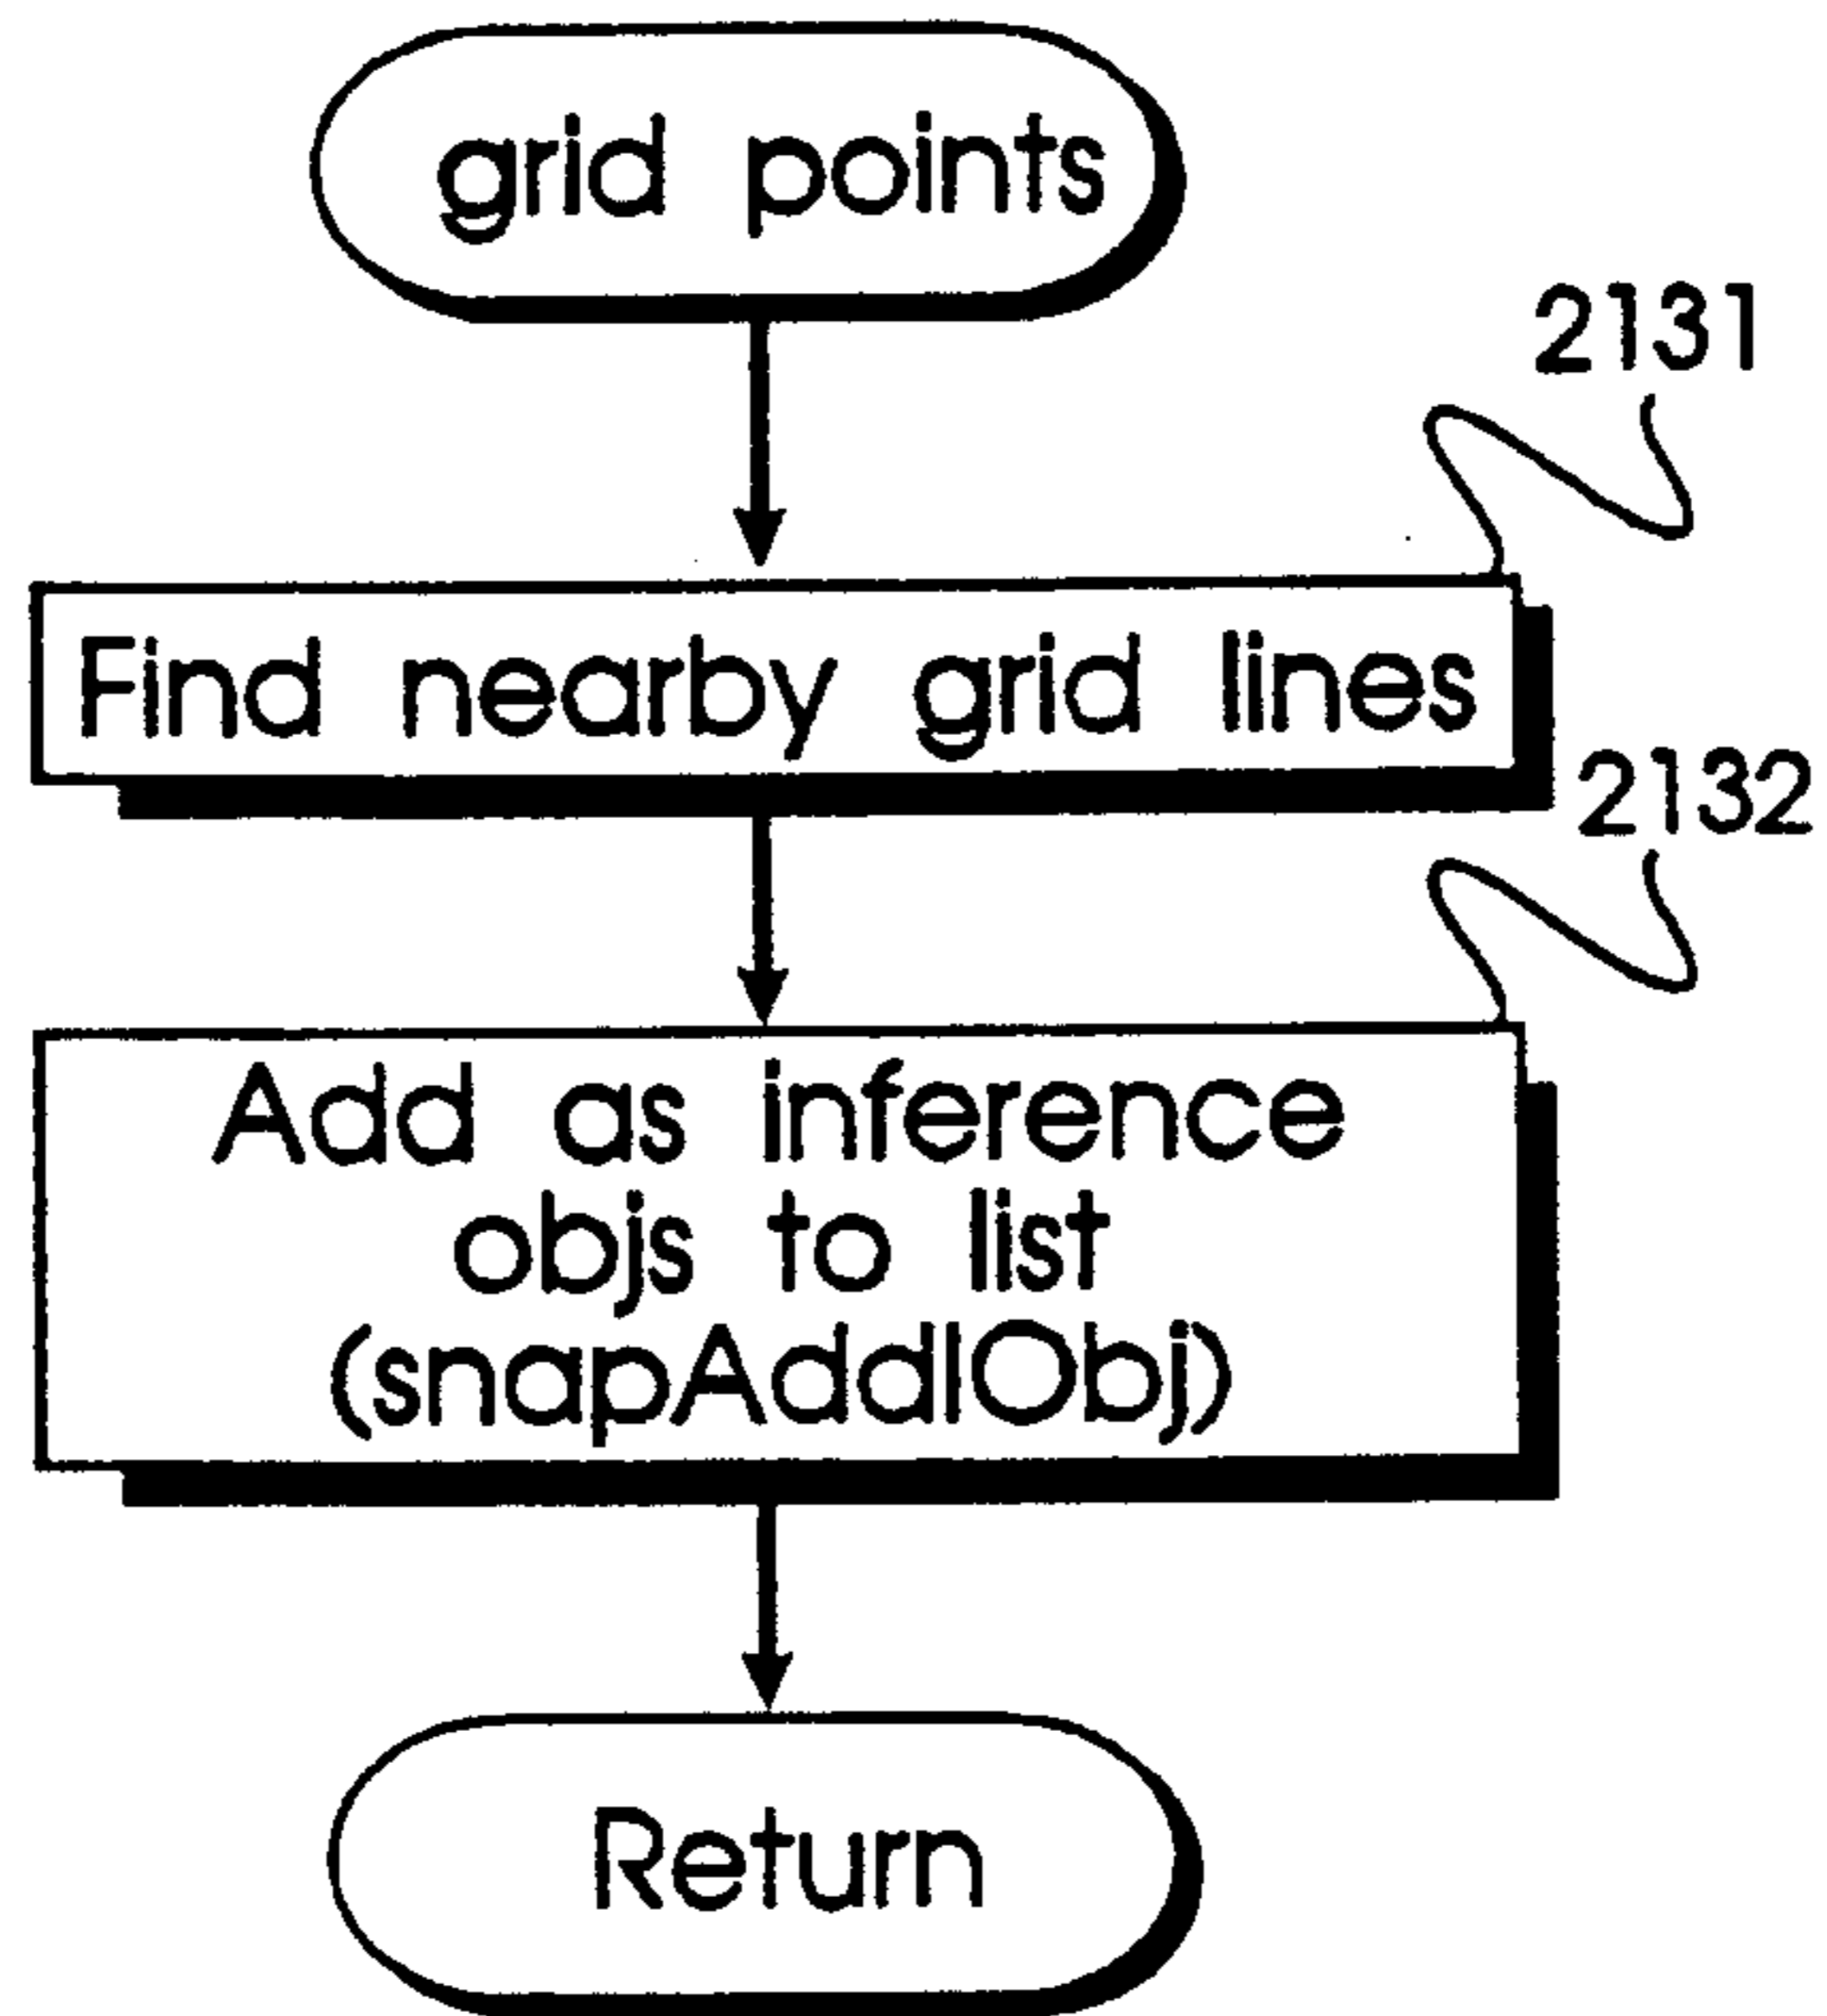 grid points
2131
Find nearby grid lines
2132
Add as inference
objs to list
(snapAddIObj)
Return